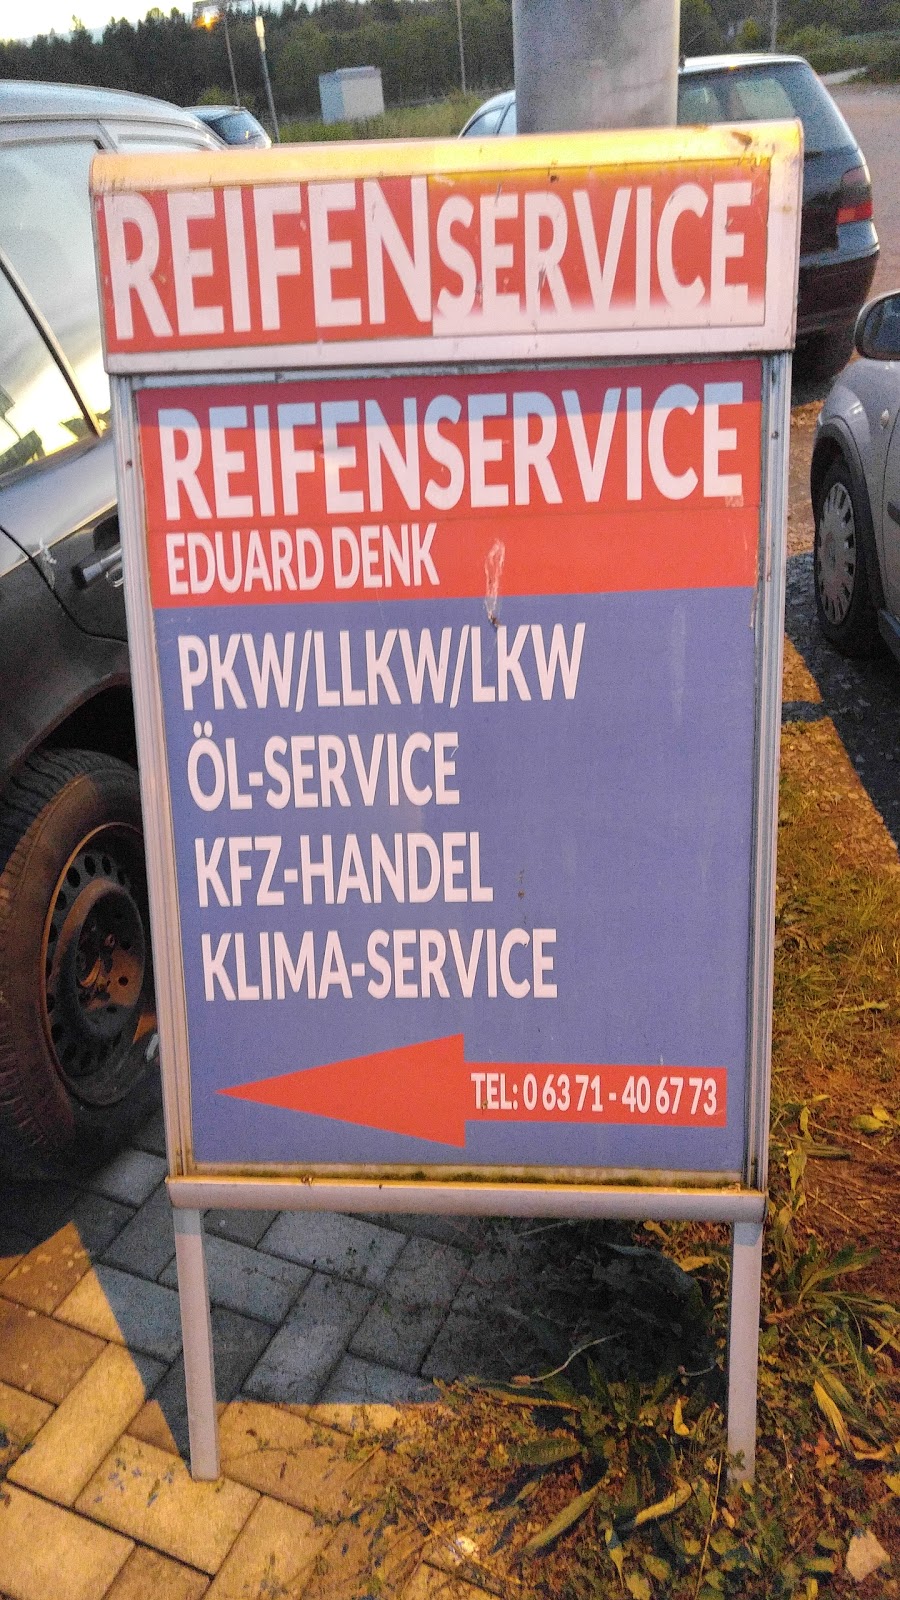 REIFENSERVICE
REIFENSERVICE
EDUARD DENK
PKW/LLKW/LKW
ÖL-SERVICE
KFZ-HANDEL
KLIMA-SERVICE
TEL: 0 63 71 - 40 67 73